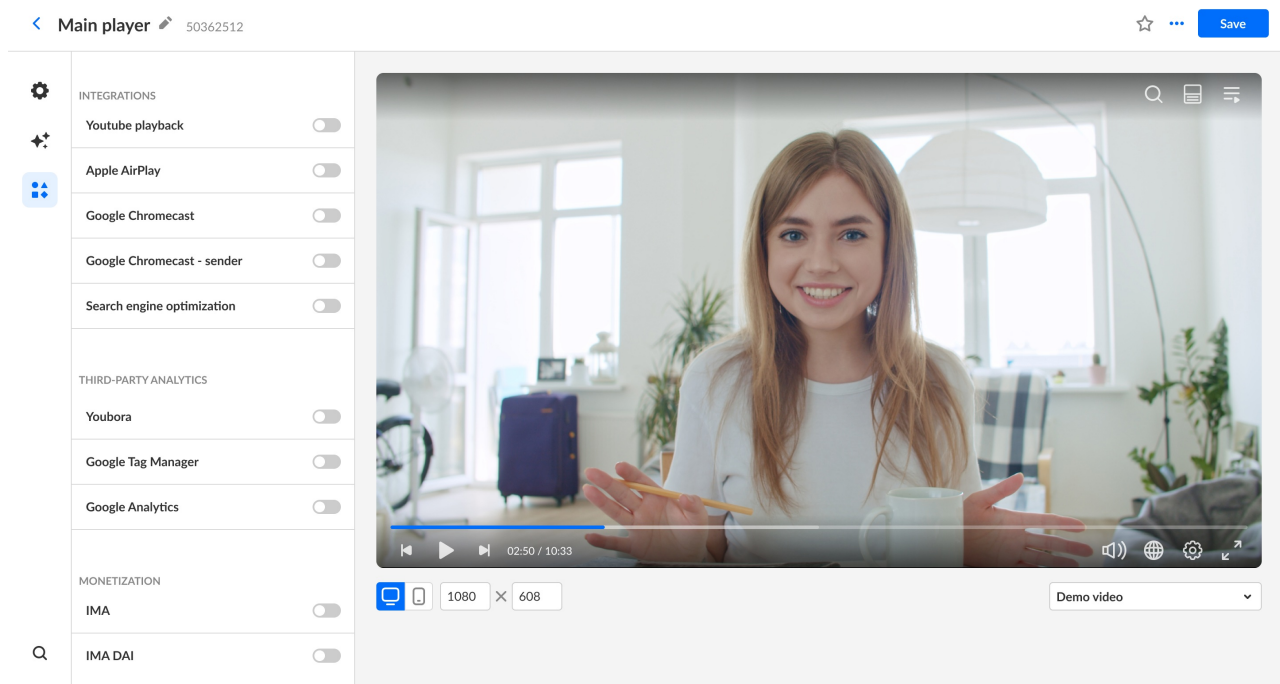 Main player 50362512
Save
INTEGRATIONS
Youtube playback
Apple AirPlay
Google Chromecast
Google Chromecast - sender
Search engine optimization
THIRD-PARTY ANALYTICS
Youbora
Google Tag Manager
Google Analytics
MONETIZATION
IMA
IMA DAI
02:50 / 10:33
1080 608
Demo video